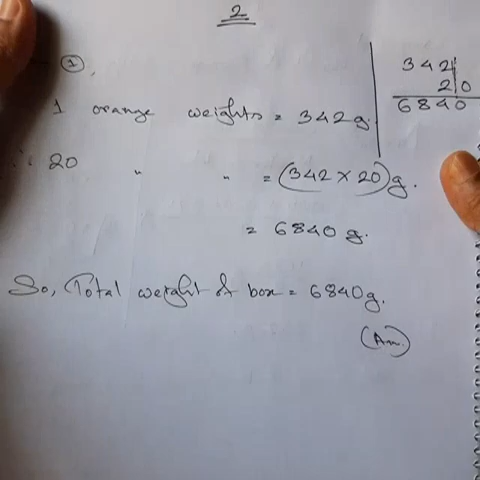 2
①.
1 orange weights = 342g.
∴ 20 " " = (342 × 20)g.
= 6840 g.
So, Total weight of box = 6840g.
(An.)
342
20
6840